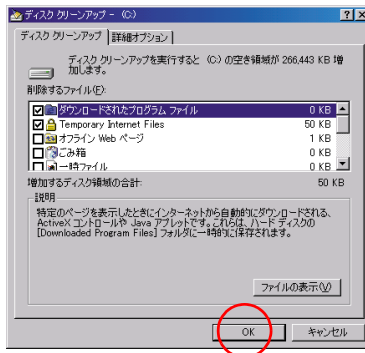 ディスク クリーンアップ - (C:)
ディスク クリーンアップ 詳細オプション
ディスク クリーンアップを実行すると (C:) の空き領域が 266,443 KB 増
加します。
削除するファイル(F):
ダウンロードされたプログラム ファイル 0 KB
Temporary Internet Files 50 KB
オフライン Web ページ 1 KB
ごみ箱 0 KB
一時ファイル 0 KB
増加するディスク領域の合計: 50 KB
説明
特定のページを表示したときにインターネットから自動的にダウンロードされる、
ActiveX コントロールや Java アプレットです。これらは、ハード ディスクの
[Downloaded Program Files] フォルダに一時的に保存されます。
ファイルの表示(V)
OK キャンセル